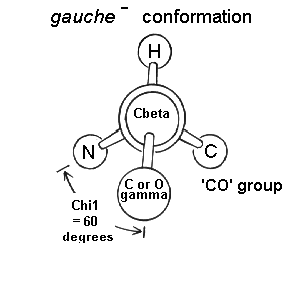 gauche⁻ conformation
H
Cbeta
N
C
C or O
gamma
'CO' group
Chi1
= 60
degrees